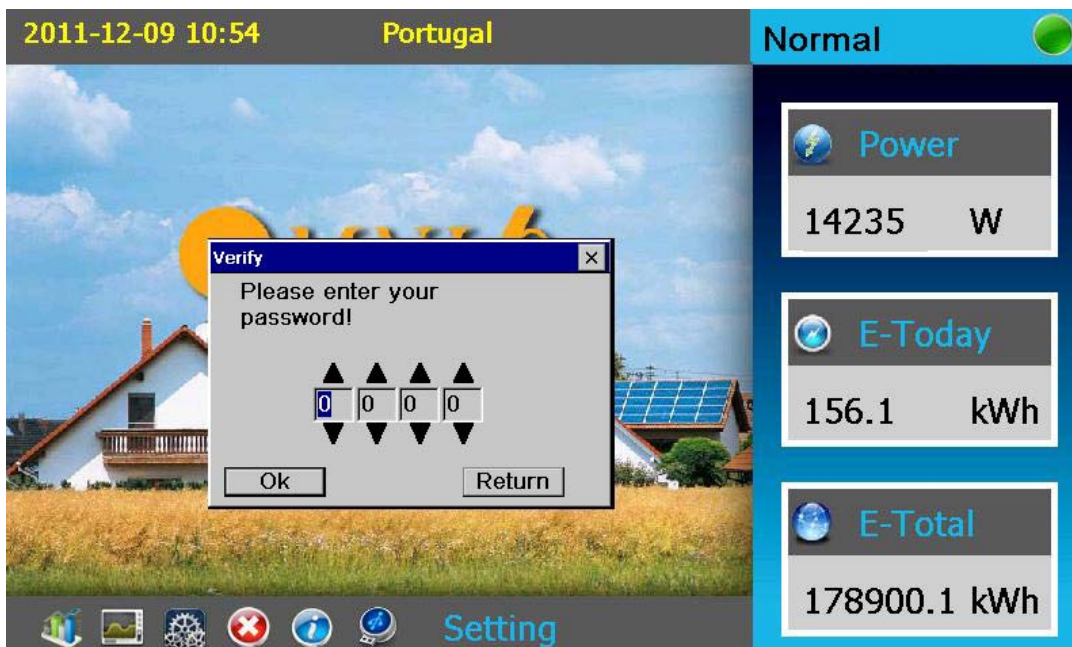 2011-12-09 10:54 Portugal Normal
Power
14235 W
Verify
Please enter your
password!
0 0 0 0
Ok Return
E-Today
156.1 kWh
E-Total
178900.1 kWh
Setting